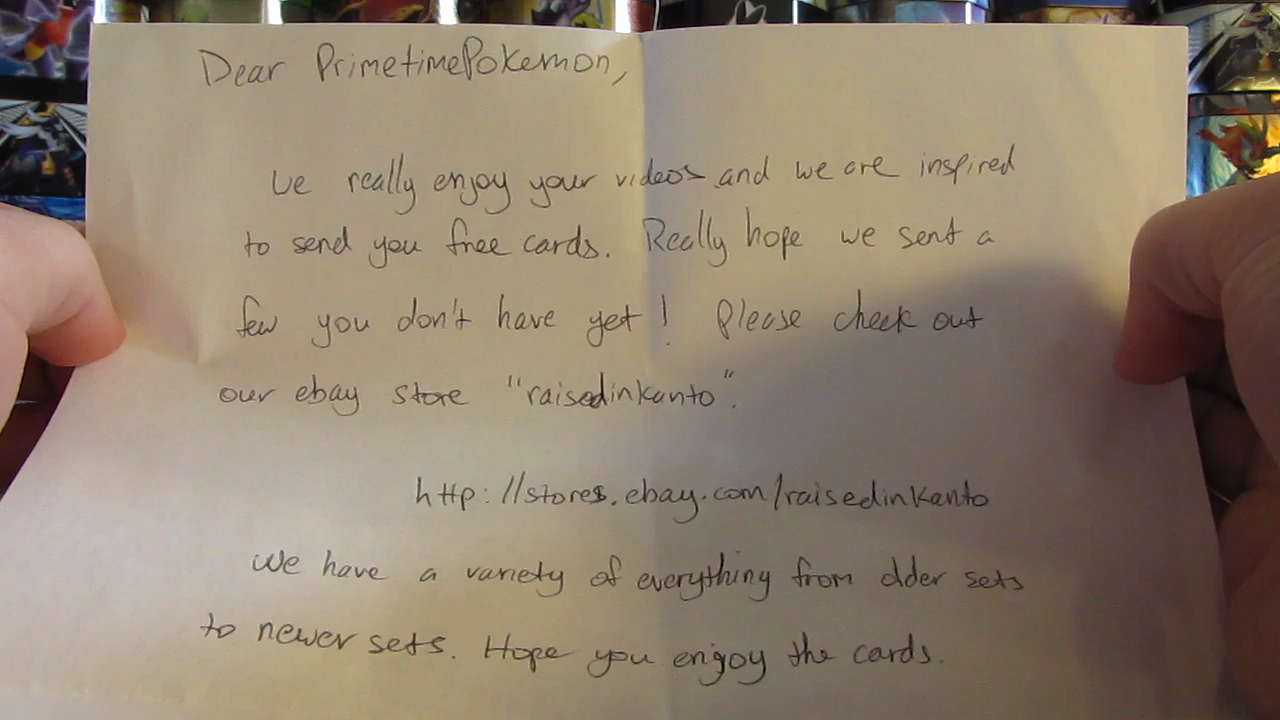 Dear PrimetimePokemon,
We really enjoy your videos and we are inspired
to send you free cards. Really hope we sent a
few you don't have yet! Please check out
our ebay store "raisedinkanto".
http://stores.ebay.com/raisedinkanto
We have a variety of everything from older sets
to newer sets. Hope you enjoy the cards.